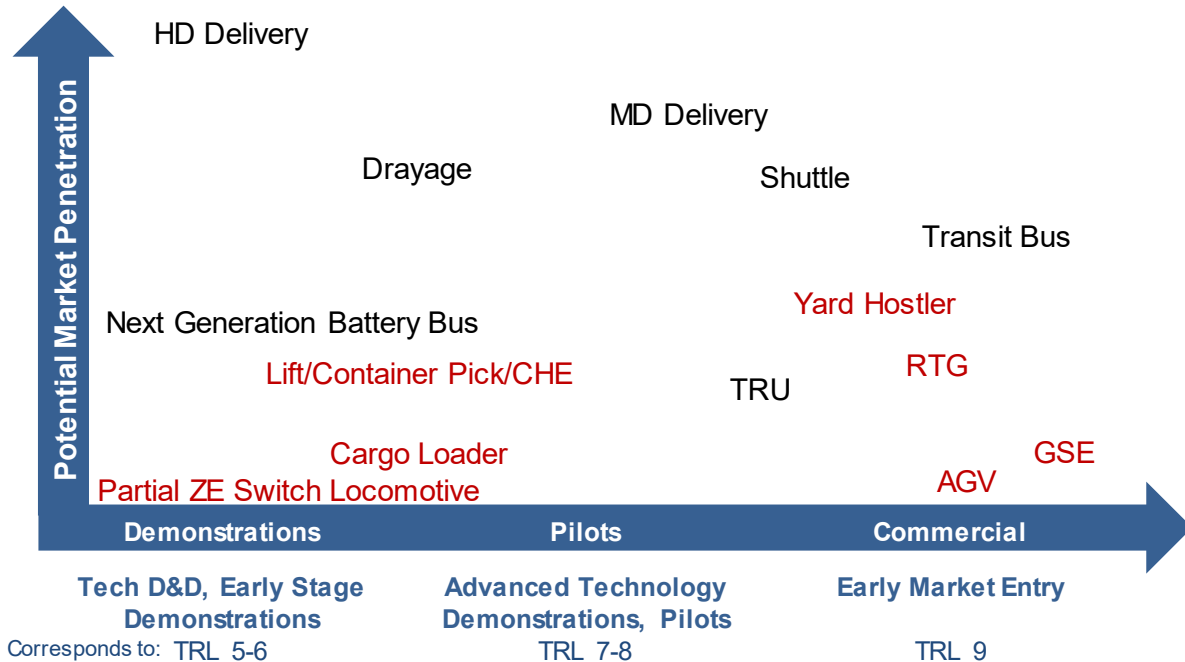 HD Delivery
MD Delivery
Drayage
Shuttle
Transit Bus
Yard Hostler
Next Generation Battery Bus
Lift/Container Pick/CHE
RTG
TRU
Cargo Loader
GSE
AGV
Partial ZE Switch Locomotive
Potential Market Penetration
Demonstrations
Pilots
Commercial
Tech D&D, Early Stage
Demonstrations
Advanced Technology
Demonstrations, Pilots
Early Market Entry
Corresponds to: TRL 5-6
TRL 7-8
TRL 9